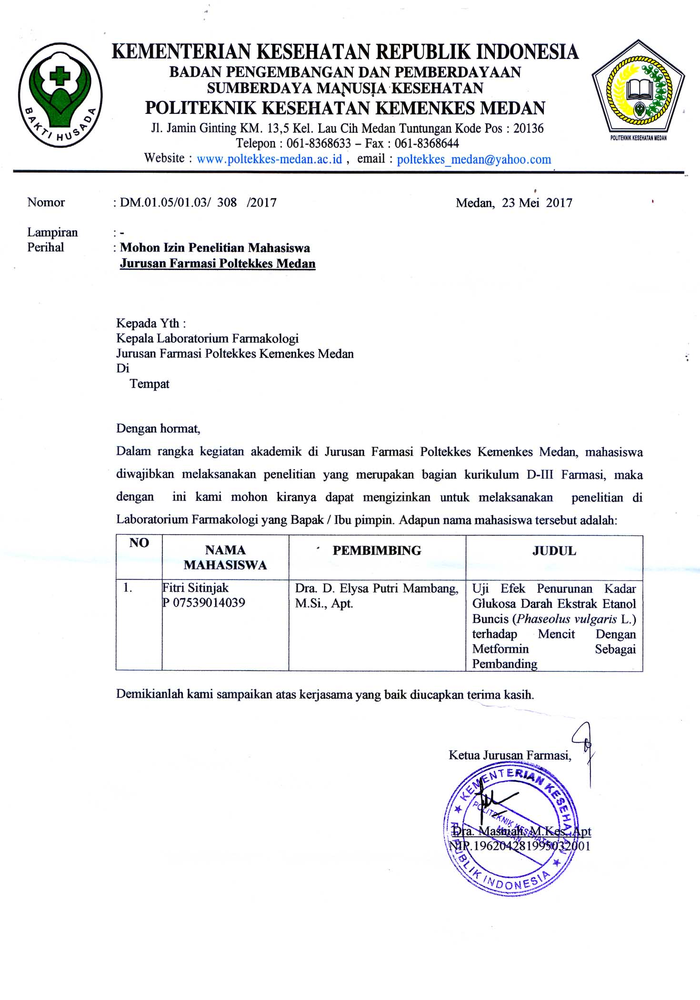 KEMENTERIAN KESEHATAN REPUBLIK INDONESIA
BADAN PENGEMBANGAN DAN PEMBERDAYAAN
SUMBERDAYA MANUSIA KESEHATAN
POLITEKNIK KESEHATAN KEMENKES MEDAN
Jl. Jamin Ginting KM. 13,5 Kel. Lau Cih Medan Tuntungan Kode Pos : 20136
Telepon : 061-8368633 – Fax : 061-8368644
Website : www.poltekkes-medan.ac.id , email : poltekkes_medan@yahoo.com
BAKTI HUSADA
POLITEKNIK KESEHATAN MEDAN
Nomor : DM.01.05/01.03/ 308 /2017 Medan, 23 Mei 2017
Lampiran : -
Perihal : Mohon Izin Penelitian Mahasiswa
Jurusan Farmasi Poltekkes Medan
Kepada Yth :
Kepala Laboratorium Farmakologi
Jurusan Farmasi Poltekkes Kemenkes Medan
Di
Tempat
Dengan hormat,
Dalam rangka kegiatan akademik di Jurusan Farmasi Poltekkes Kemenkes Medan, mahasiswa
diwajibkan melaksanakan penelitian yang merupakan bagian kurikulum D-III Farmasi, maka
dengan ini kami mohon kiranya dapat mengizinkan untuk melaksanakan penelitian di
Laboratorium Farmakologi yang Bapak / Ibu pimpin. Adapun nama mahasiswa tersebut adalah:
NO NAMA MAHASISWA PEMBIMBING JUDUL
1.
Fitri Sitinjak
P 07539014039
Dra. D. Elysa Putri Mambang,
M.Si., Apt.
Uji Efek Penurunan Kadar
Glukosa Darah Ekstrak Etanol
Buncis (Phaseolus vulgaris L.)
terhadap Mencit Dengan
Metformin Sebagai
Pembanding
Demikianlah kami sampaikan atas kerjasama yang baik diucapkan terima kasih.
Ketua Jurusan Farmasi,
KEMENTERIAN KESEHATAN
POLITEKNIK KESEHATAN
MEDAN
REPUBLIK INDONESIA
Dra. Masniah, M.Kes, Apt
NIP.196204281995032001